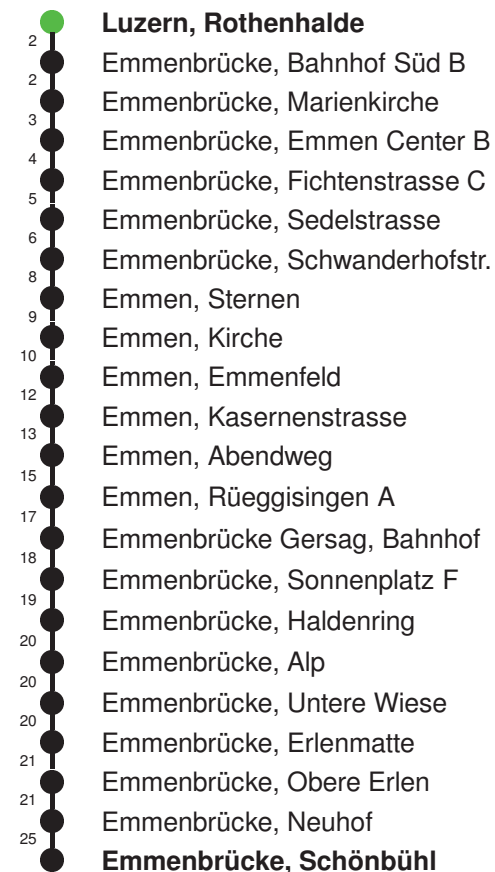 Luzern, Rothenhalde
2
Emmenbrücke, Bahnhof Süd B
2
Emmenbrücke, Marienkirche
3
Emmenbrücke, Emmen Center B
4
Emmenbrücke, Fichtenstrasse C
5
Emmenbrücke, Sedelstrasse
6
Emmenbrücke, Schwanderhofstr.
8
Emmen, Sternen
9
Emmen, Kirche
10
Emmen, Emmenfeld
12
Emmen, Kasernenstrasse
13
Emmen, Abendweg
15
Emmen, Rüeggisingen A
17
Emmenbrücke Gersag, Bahnhof
18
Emmenbrücke, Sonnenplatz F
19
Emmenbrücke, Haldenring
20
Emmenbrücke, Alp
20
Emmenbrücke, Untere Wiese
20
Emmenbrücke, Erlenmatte
21
Emmenbrücke, Obere Erlen
21
Emmenbrücke, Neuhof
25
Emmenbrücke, Schönbühl